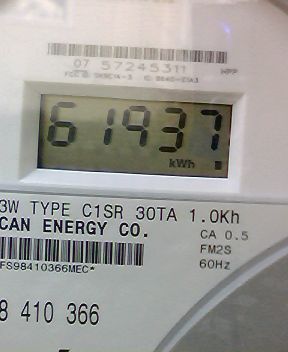 07 57245311
61937
kWh
3W TYPE C1SR 30TA 1.0Kh
CAN ENERGY CO.
CA 0.5
FM2S
60Hz
FS98410366MEC*
8 410 366